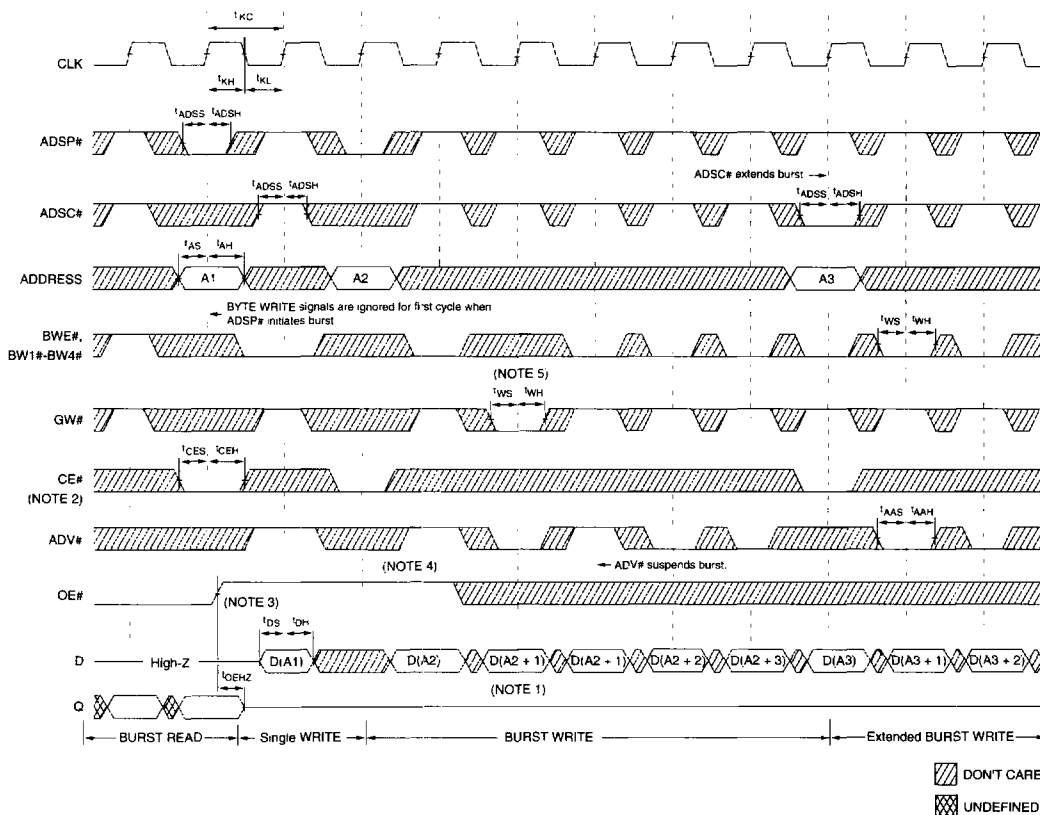 tKC
CLK
tKH tKL
tADSS tADSH
ADSP#
ADSC# extends burst
tADSS tADSH tADSS tADSH
ADSC#
tAS tAH
ADDRESS A1 A2 A3
BYTE WRITE signals are ignored for first cycle when
ADSP# initiates burst
BWE#,
BW1#-BW4#
tWS tWH
(NOTE 5)
tWS tWH
GW#
tCES tCEH
CE#
(NOTE 2)
tAAS tAAH
ADV#
(NOTE 4) ADV# suspends burst.
OE#
(NOTE 3)
tDS tDH
D High-Z D(A1) D(A2) D(A2 + 1) D(A2 + 1) D(A2 + 2) D(A2 + 3) D(A3) D(A3 + 1) D(A3 + 2)
tOEHZ (NOTE 1)
Q
BURST READ Single WRITE BURST WRITE Extended BURST WRITE
DON'T CARE
UNDEFINED